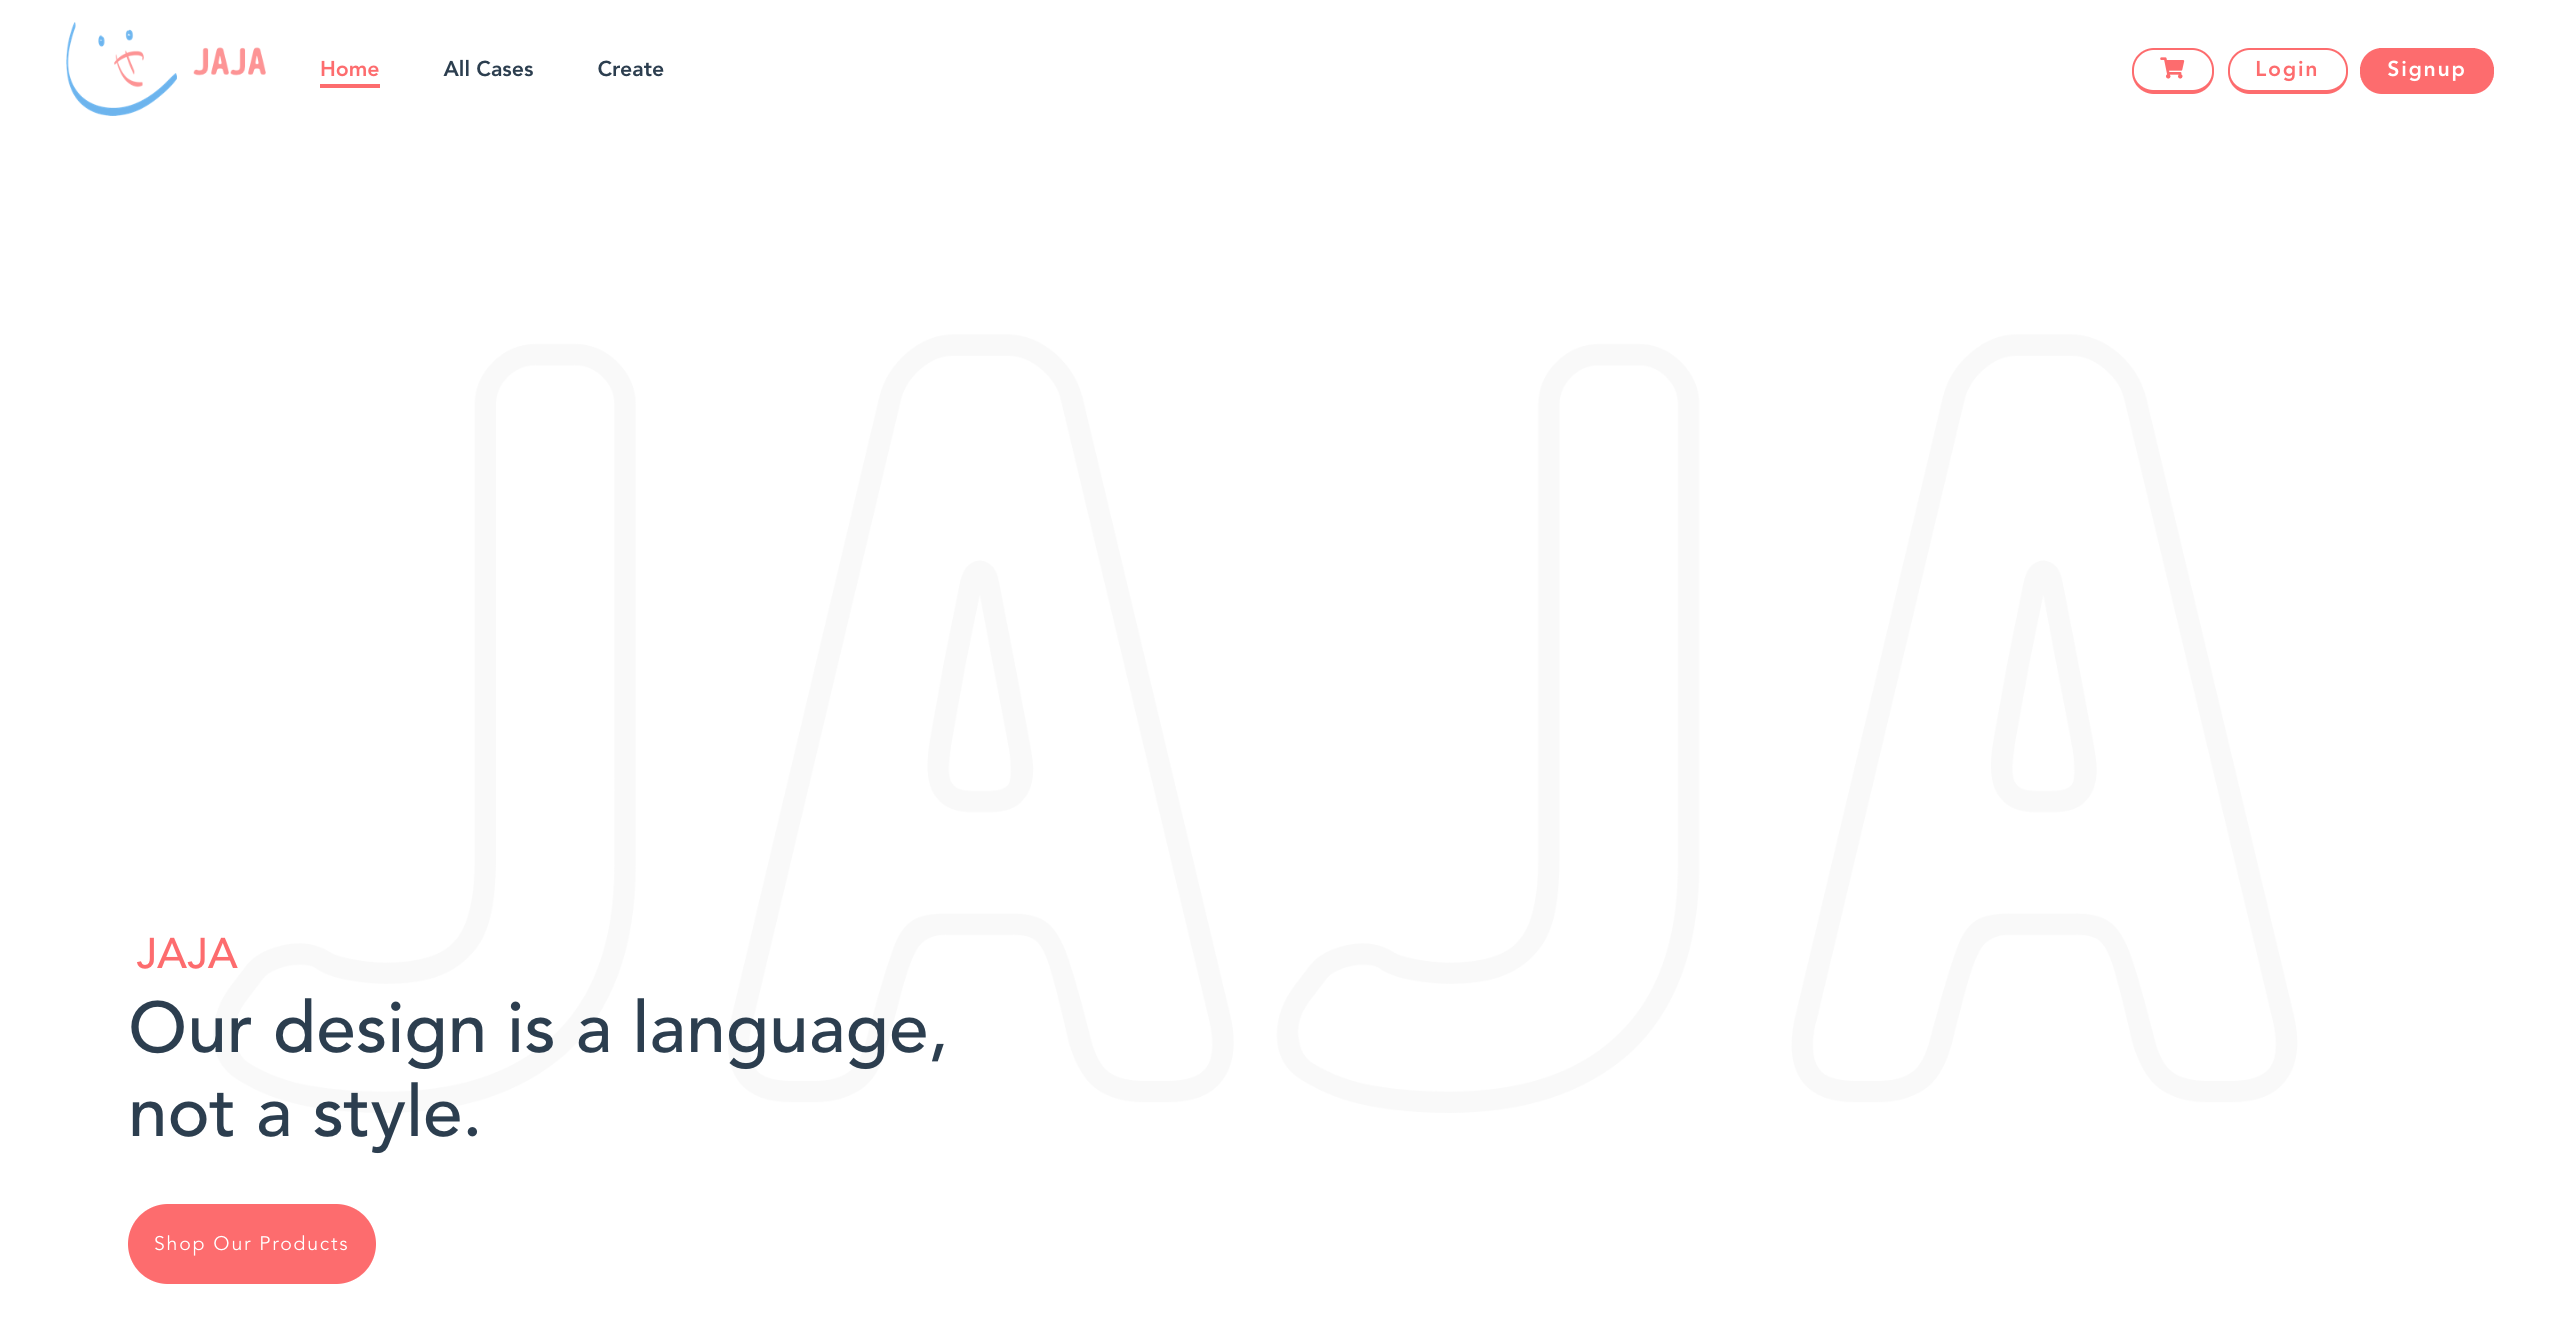 JAJA
Home
All Cases
Create
Login
Signup
JAJA
JAJA
Our design is a language,
not a style.
Shop Our Products